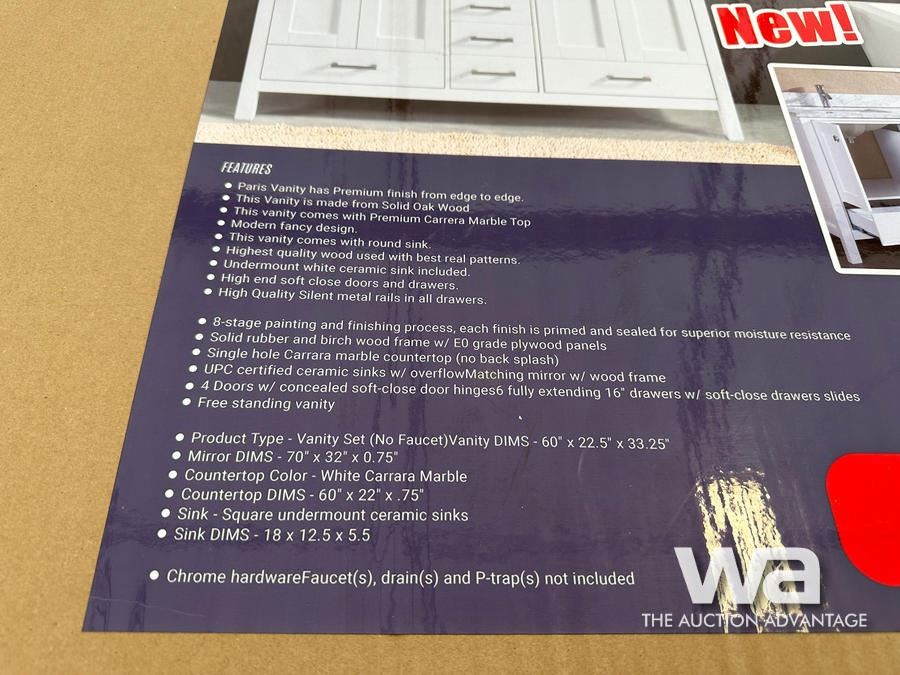 New!
FEATURES
● Paris Vanity has Premium finish from edge to edge.
● This Vanity is made from Solid Oak Wood
● This vanity comes with Premium Carrera Marble Top
● Modern fancy design.
● This vanity comes with round sink.
● Highest quality wood used with best real patterns.
● Undermount white ceramic sink included.
● High end soft close doors and drawers.
● High Quality Silent metal rails in all drawers.
● 8-stage painting and finishing process, each finish is primed and sealed for superior moisture resistance
● Solid rubber and birch wood frame w/ E0 grade plywood panels
● Single hole Carrara marble countertop (no back splash)
● UPC certified ceramic sinks w/ overflowMatching mirror w/ wood frame
● 4 Doors w/ concealed soft-close door hinges6 fully extending 16" drawers w/ soft-close drawers slides
● Free standing vanity
● Product Type - Vanity Set (No Faucet)Vanity DIMS - 60" x 22.5" x 33.25"
● Mirror DIMS - 70" x 32" x 0.75"
● Countertop Color - White Carrara Marble
● Countertop DIMS - 60" x 22" x .75"
● Sink - Square undermount ceramic sinks
● Sink DIMS - 18 x 12.5 x 5.5
● Chrome hardwareFaucet(s), drain(s) and P-trap(s) not included
wa
THE AUCTION ADVANTAGE